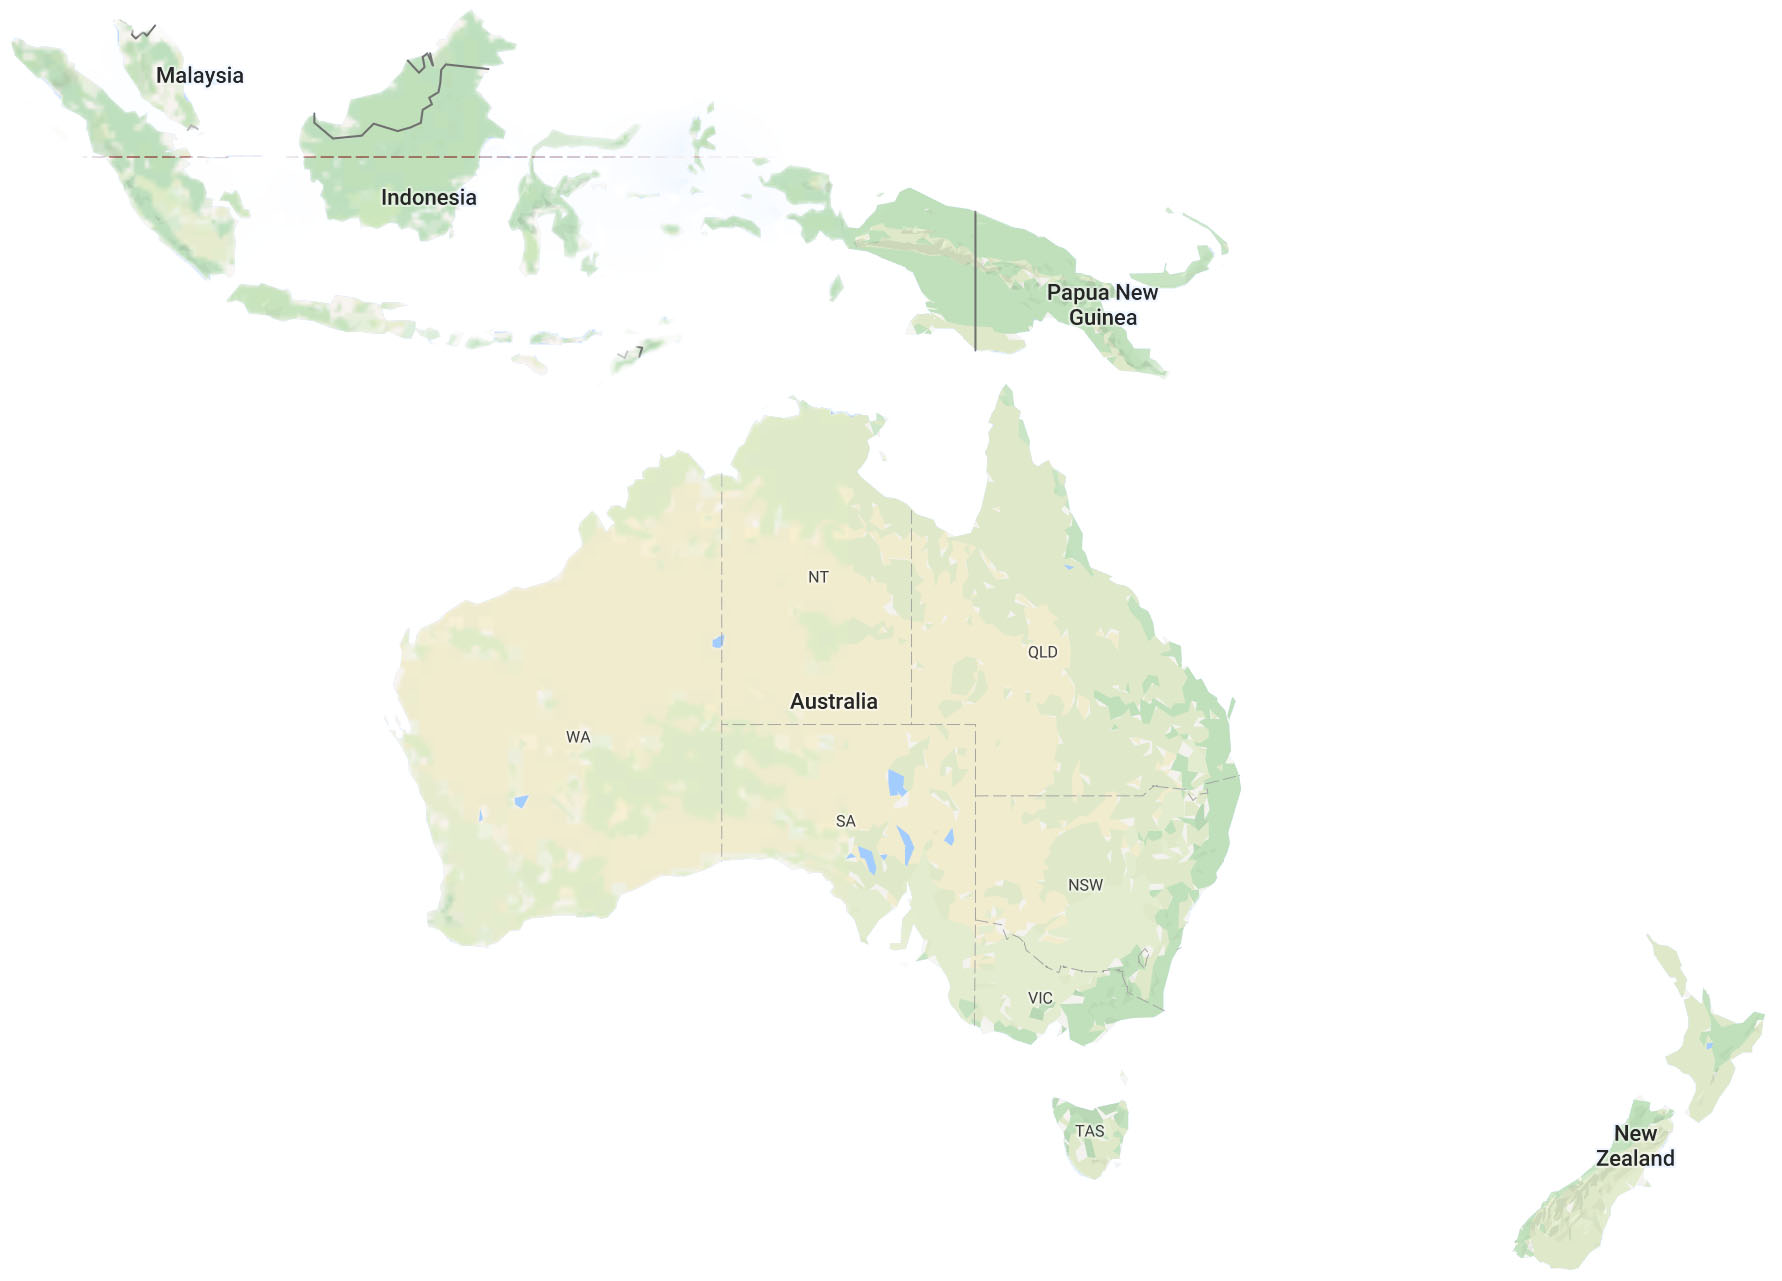 Malaysia
Indonesia
Papua New
Guinea
NT
QLD
Australia
WA
SA
NSW
VIC
TAS
New
Zealand